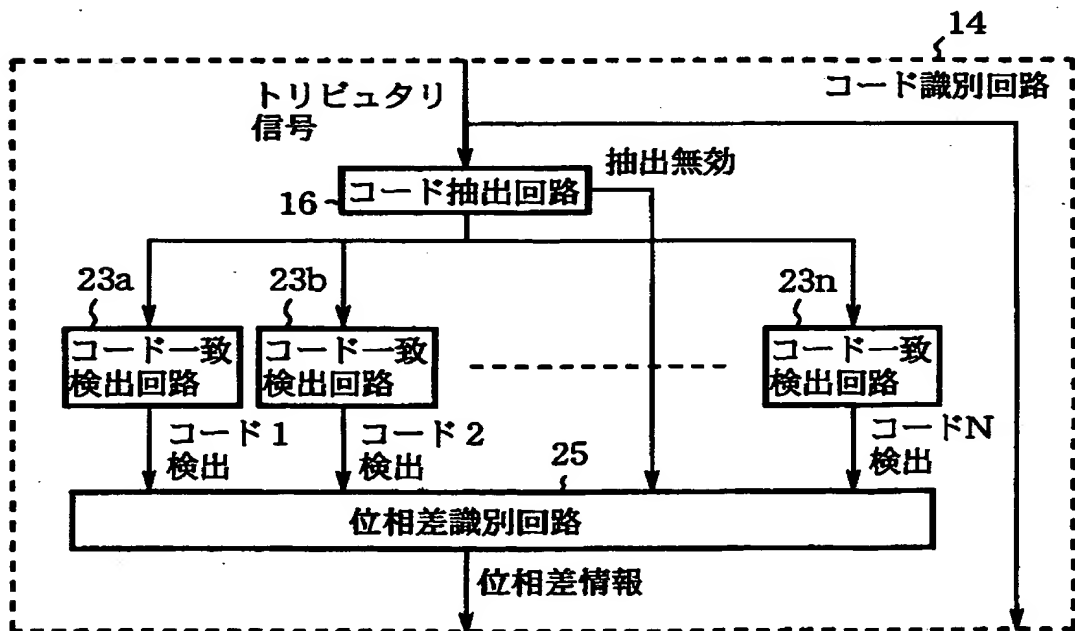 14
コード識別回路
トリビュタリ
信号
抽出無効
16
コード抽出回路
23a
23b
23n
コード一致
検出回路
コード一致
検出回路
コード一致
検出回路
コード1
検出
コード2
検出
コードN
検出
25
位相差識別回路
位相差情報